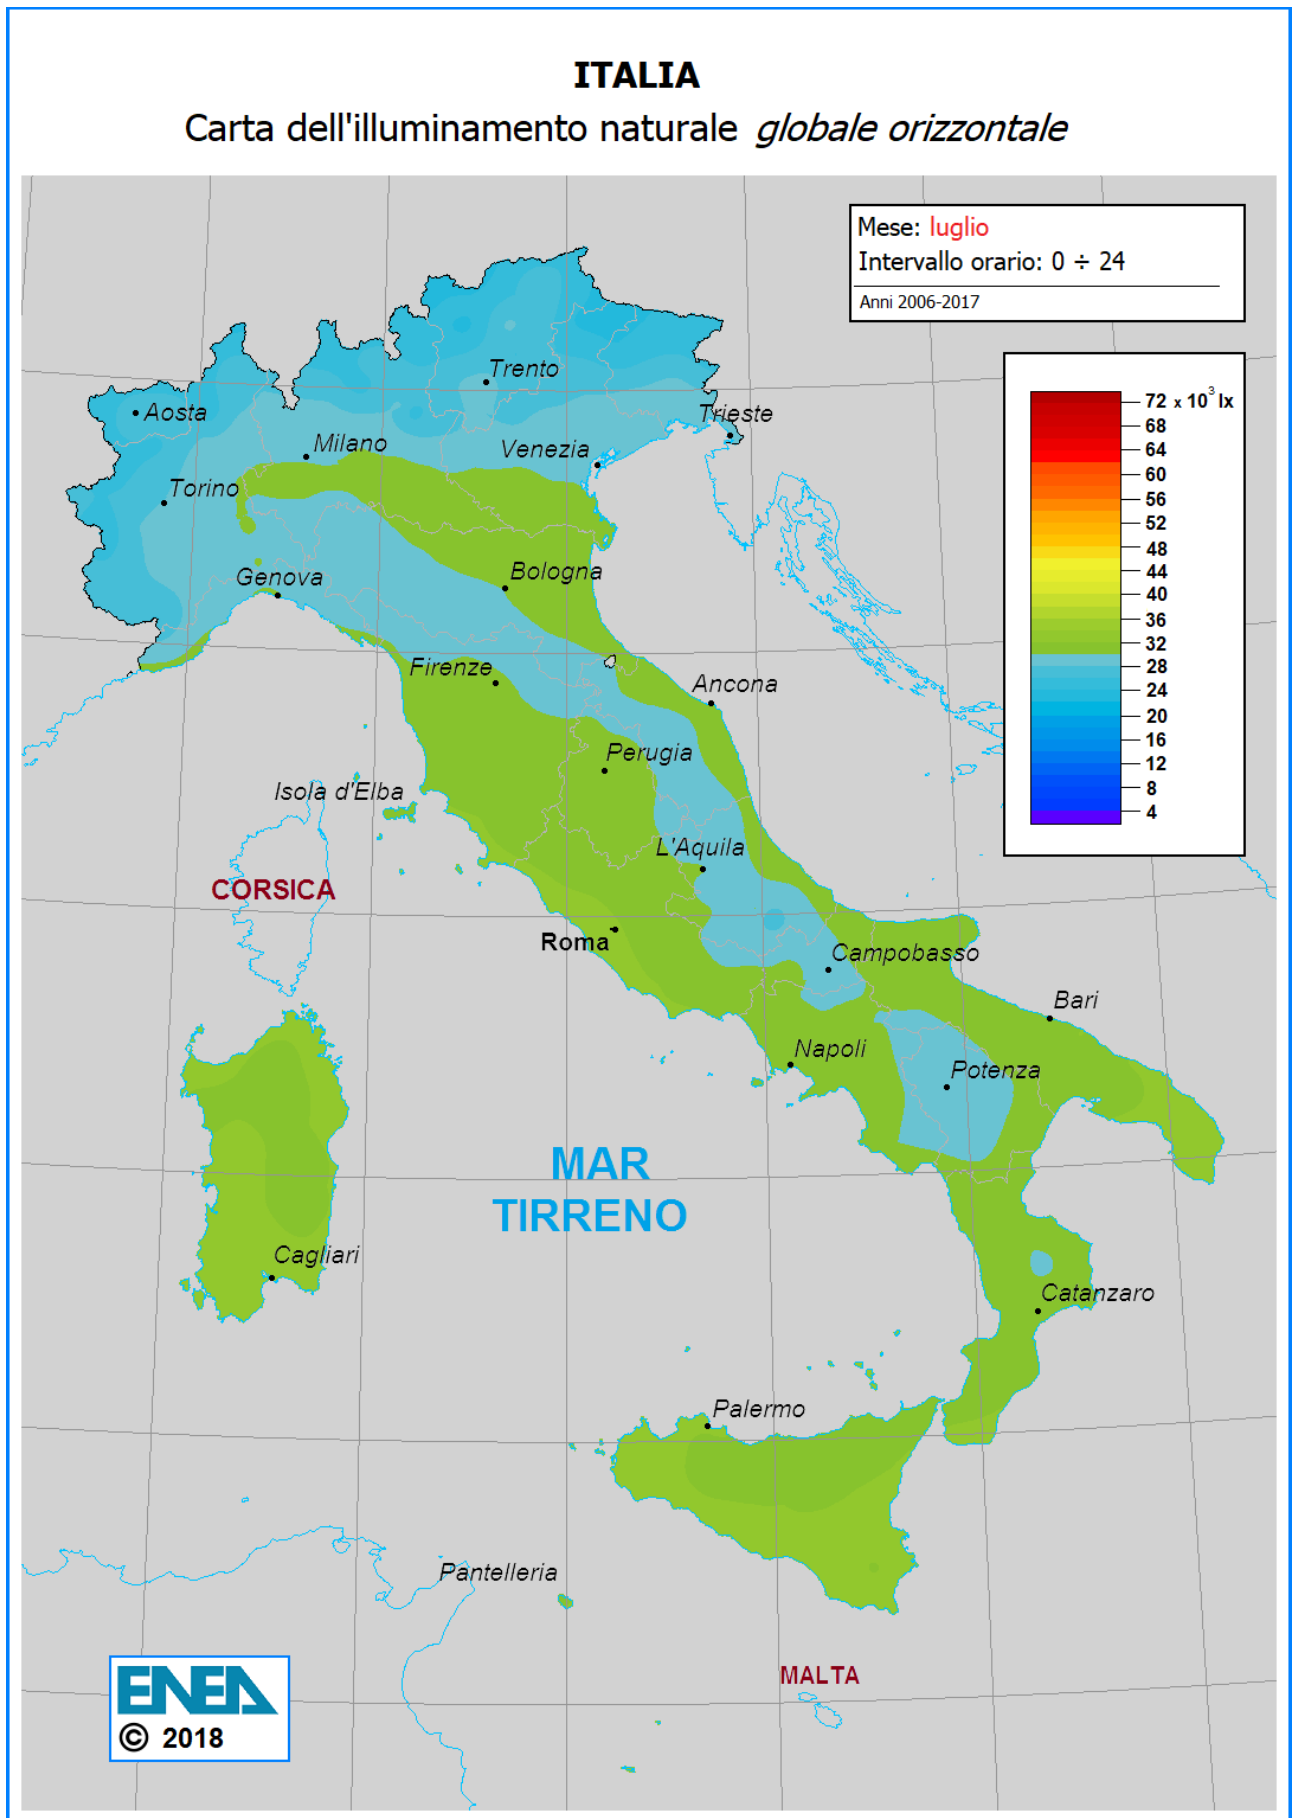 ITALIA
Carta dell'illuminamento naturale globale orizzontale
Mese: luglio
Intervallo orario: 0 ÷ 24
Anni 2006-2017
72 x 10³ lx
68
64
60
56
52
48
44
40
36
32
28
24
20
16
12
8
4
Trento
Aosta
Trieste
Milano
Venezia
Torino
Bologna
Genova
Firenze
Ancona
Perugia
Isola d'Elba
L'Aquila
CORSICA
Roma
Campobasso
Bari
Napoli
Potenza
MAR
TIRRENO
Cagliari
Catanzaro
Palermo
Pantelleria
MALTA
ENEA
© 2018